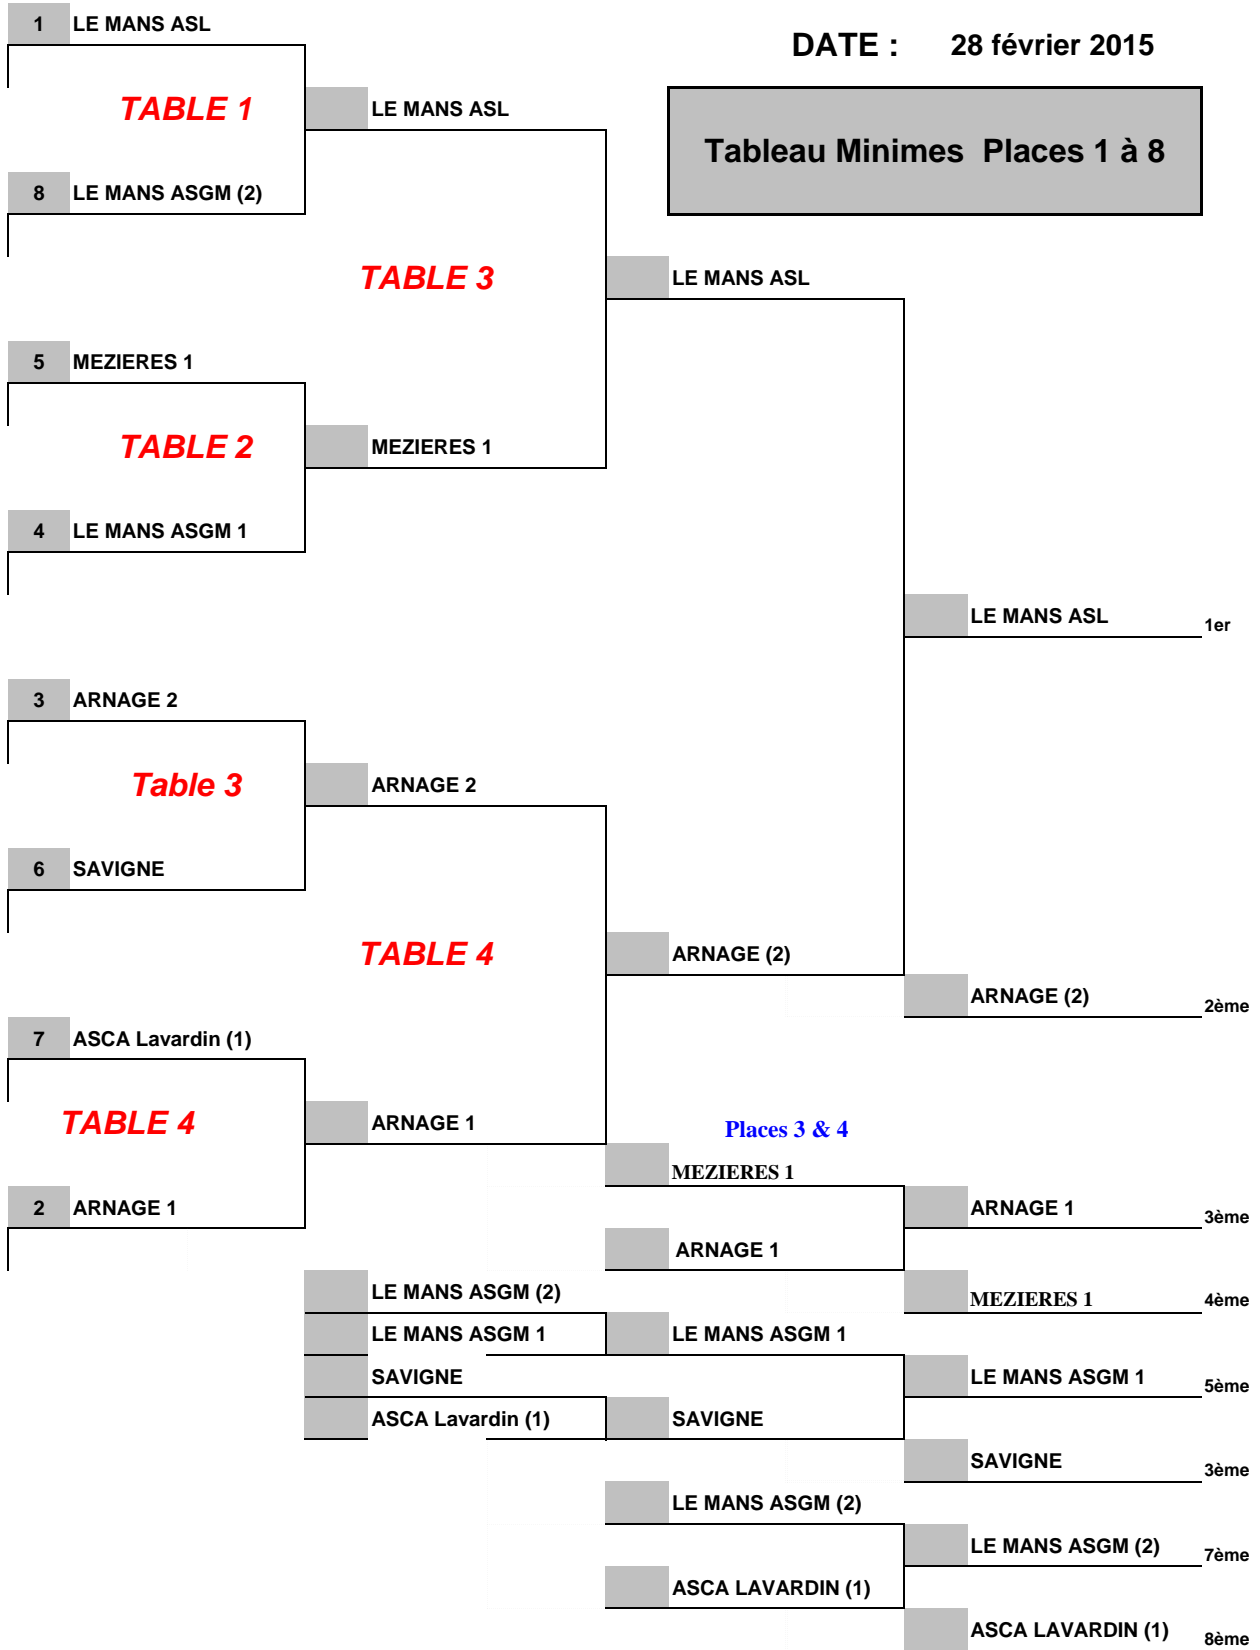 1 LE MANS ASL
DATE : 28 février 2015
TABLE 1
LE MANS ASL
Tableau Minimes Places 1 à 8
8 LE MANS ASGM (2)
TABLE 3
LE MANS ASL
5 MEZIERES 1
TABLE 2
MEZIERES 1
4 LE MANS ASGM 1
LE MANS ASL 1er
3 ARNAGE 2
Table 3
ARNAGE 2
6 SAVIGNE
TABLE 4
ARNAGE (2)
ARNAGE (2) 2ème
7 ASCA Lavardin (1)
TABLE 4
ARNAGE 1
Places 3 & 4
MEZIERES 1
2 ARNAGE 1
ARNAGE 1 3ème
ARNAGE 1
LE MANS ASGM (2)
MEZIERES 1 4ème
LE MANS ASGM 1
LE MANS ASGM 1
SAVIGNE
LE MANS ASGM 1 5ème
ASCA Lavardin (1)
SAVIGNE
SAVIGNE 3ème
LE MANS ASGM (2)
LE MANS ASGM (2) 7ème
ASCA LAVARDIN (1)
ASCA LAVARDIN (1) 8ème